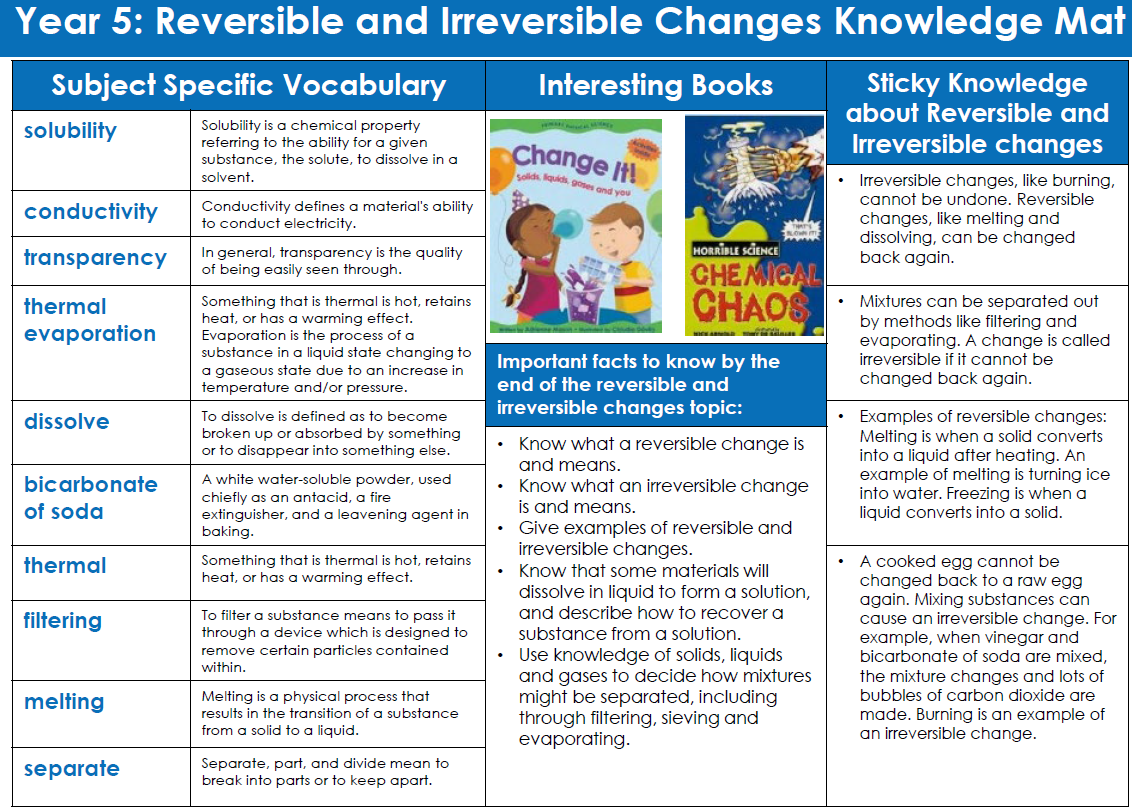 Year 5: Reversible and Irreversible Changes Knowledge Mat
Subject Specific Vocabulary
solubility
Solubility is a chemical property
referring to the ability for a given
substance, the solute, to dissolve in a
solvent.
conductivity
Conductivity defines a material's ability
to conduct electricity.
transparency
In general, transparency is the quality
of being easily seen through.
thermal
evaporation
Something that is thermal is hot, retains
heat, or has a warming effect.
Evaporation is the process of a
substance in a liquid state changing to
a gaseous state due to an increase in
temperature and/or pressure.
dissolve
To dissolve is defined as to become
broken up or absorbed by something
or to disappear into something else.
bicarbonate
of soda
A white water-soluble powder, used
chiefly as an antacid, a fire
extinguisher, and a leavening agent in
baking.
thermal
Something that is thermal is hot, retains
heat, or has a warming effect.
filtering
To filter a substance means to pass it
through a device which is designed to
remove certain particles contained
within.
melting
Melting is a physical process that
results in the transition of a substance
from a solid to a liquid.
separate
Separate, part, and divide mean to
break into parts or to keep apart.
Interesting Books
PRIMARY PHYSICAL SCIENCE
Change It!
Solids, liquids, gases and you
Written by Adrienne Mason • Illustrated by Claudia Dávila
THAT'S
BLOWN IT!
HORRIBLE SCIENCE
CHEMICAL
CHAOS
NICK ARNOLD
TONY DE SAULLES
Important facts to know by the
end of the reversible and
irreversible changes topic:
• Know what a reversible change is
and means.
• Know what an irreversible change
is and means.
• Give examples of reversible and
irreversible changes.
• Know that some materials will
dissolve in liquid to form a solution,
and describe how to recover a
substance from a solution.
• Use knowledge of solids, liquids
and gases to decide how mixtures
might be separated, including
through filtering, sieving and
evaporating.
Sticky Knowledge
about Reversible and
Irreversible changes
• Irreversible changes, like burning,
cannot be undone. Reversible
changes, like melting and
dissolving, can be changed
back again.
• Mixtures can be separated out
by methods like filtering and
evaporating. A change is called
irreversible if it cannot be
changed back again.
• Examples of reversible changes:
Melting is when a solid converts
into a liquid after heating. An
example of melting is turning ice
into water. Freezing is when a
liquid converts into a solid.
• A cooked egg cannot be
changed back to a raw egg
again. Mixing substances can
cause an irreversible change. For
example, when vinegar and
bicarbonate of soda are mixed,
the mixture changes and lots of
bubbles of carbon dioxide are
made. Burning is an example of
an irreversible change.